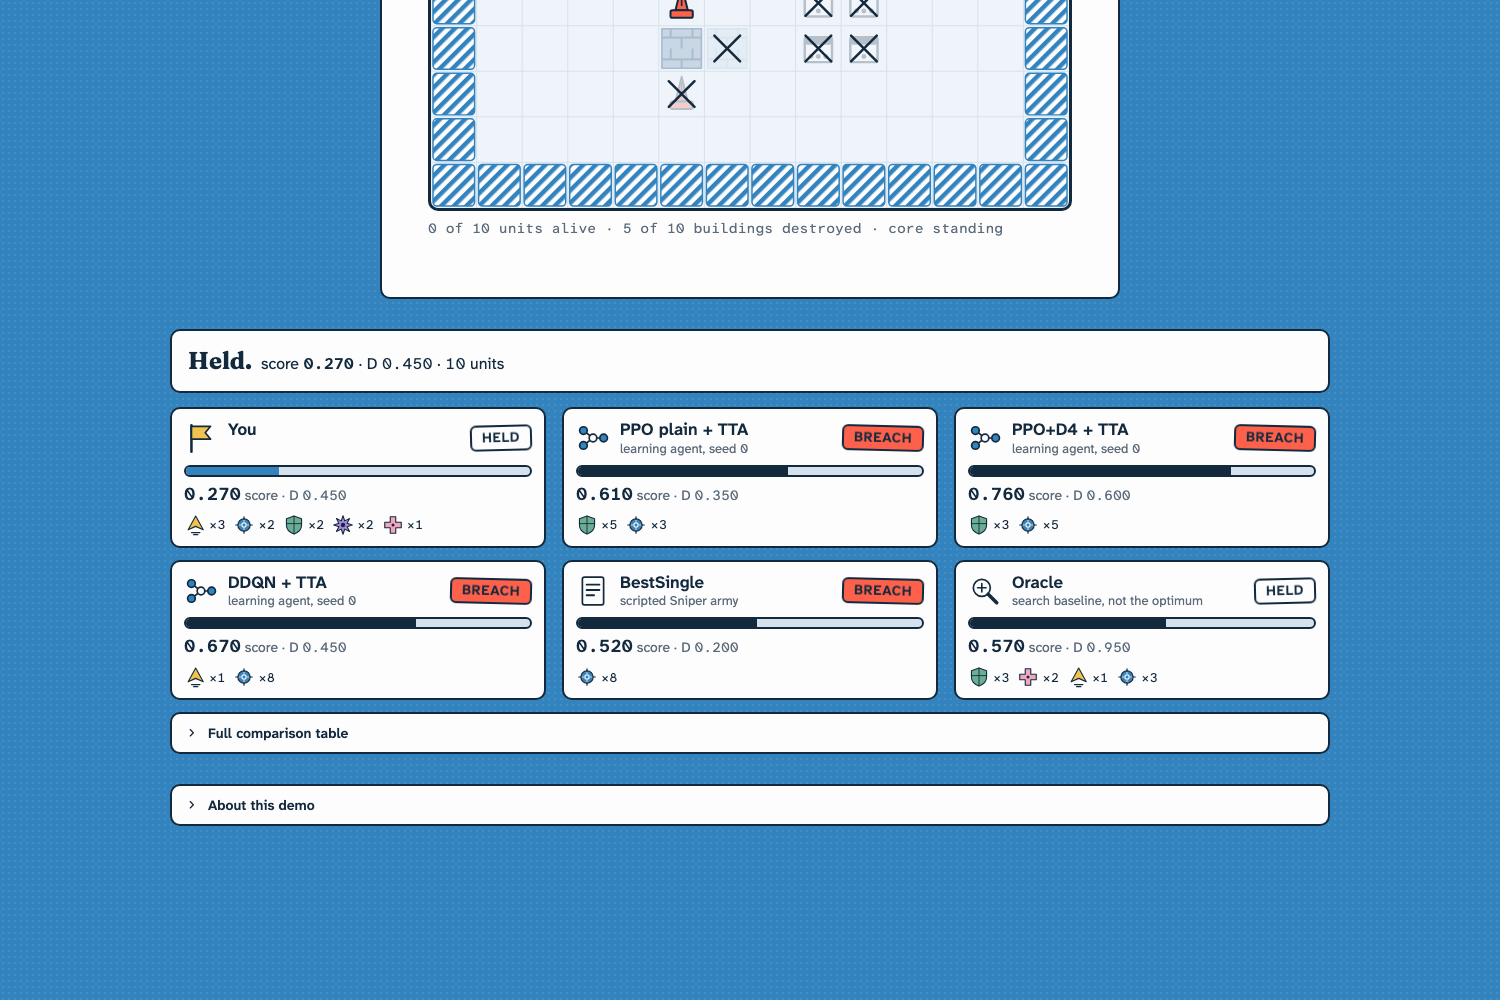 0 of 10 units alive · 5 of 10 buildings destroyed · core standing
Held. score 0.270 · D 0.450 · 10 units
You
HELD
0.270 score · D 0.450
×3 ×2 ×2 ×2 ×1
PPO plain + TTA
learning agent, seed 0
BREACH
0.610 score · D 0.350
×5 ×3
PPO+D4 + TTA
learning agent, seed 0
BREACH
0.760 score · D 0.600
×3 ×5
DDQN + TTA
learning agent, seed 0
BREACH
0.670 score · D 0.450
×1 ×8
BestSingle
scripted Sniper army
BREACH
0.520 score · D 0.200
×8
Oracle
search baseline, not the optimum
HELD
0.570 score · D 0.950
×3 ×2 ×1 ×3
Full comparison table
About this demo